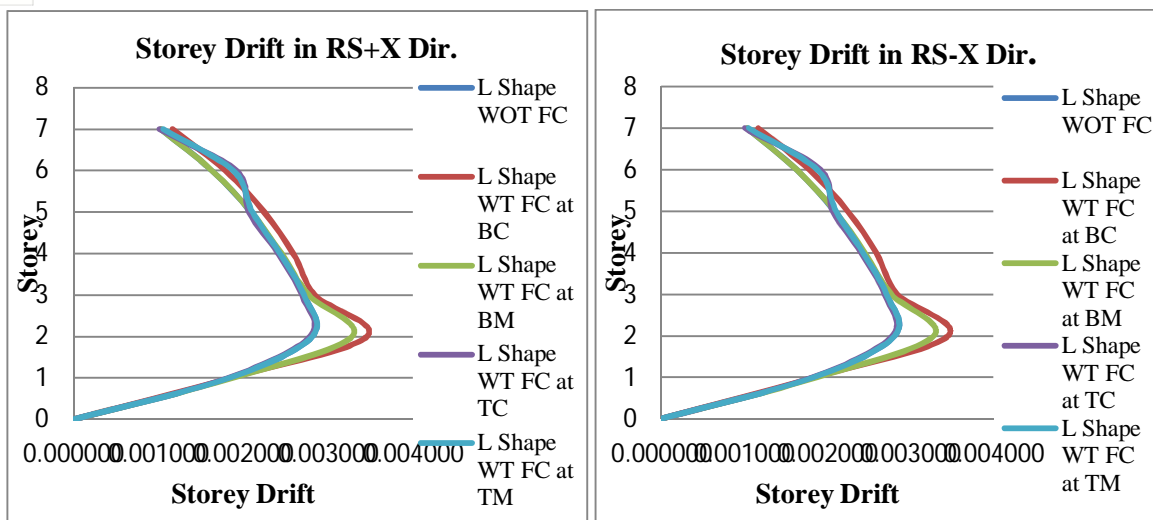 Storey Drift in RS+X Dir.
8
7
6
5
4
3
2
1
0
Storey
0.000000 0.001000 0.002000 0.003000 0.004000
Storey Drift
L Shape
WOT FC
L Shape
WT FC at
BC
L Shape
WT FC at
BM
L Shape
WT FC at
TC
L Shape
WT FC at
TM
Storey Drift in RS-X Dir.
8
7
6
5
4
3
2
1
0
Storey
0.000000 0.001000 0.002000 0.003000 0.004000
Storey Drift
L Shape
WOT FC
L Shape
WT FC
at BC
L Shape
WT FC
at BM
L Shape
WT FC
at TC
L Shape
WT FC
at TM